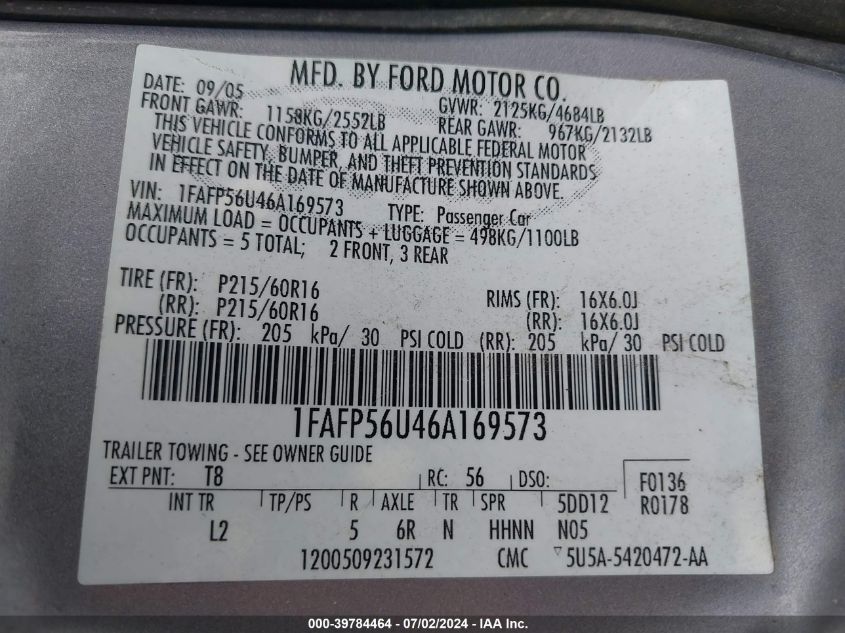 MFD. BY FORD MOTOR CO.
DATE: 09/05 GVWR: 2125KG/4684LB
FRONT GAWR: 1158KG/2552LB REAR GAWR: 967KG/2132LB
THIS VEHICLE CONFORMS TO ALL APPLICABLE FEDERAL MOTOR
VEHICLE SAFETY, BUMPER, AND THEFT PREVENTION STANDARDS
IN EFFECT ON THE DATE OF MANUFACTURE SHOWN ABOVE.
VIN: 1FAFP56U46A169573 TYPE: Passenger Car
MAXIMUM LOAD = OCCUPANTS + LUGGAGE = 498KG/1100LB
OCCUPANTS = 5 TOTAL; 2 FRONT, 3 REAR
TIRE (FR): P215/60R16 RIMS (FR): 16X6.0J
(RR): P215/60R16 (RR): 16X6.0J
PRESSURE (FR): 205 kPa/ 30 PSI COLD (RR): 205 kPa/ 30 PSI COLD
1FAFP56U46A169573
TRAILER TOWING - SEE OWNER GUIDE
EXT PNT: T8 RC: 56 DSO: F0136
INT TR TP/PS R AXLE TR SPR 5DD12 R0178
L2 5 6R N HHNN N05
1200509231572 CMC 5U5A-5420472-AA
000-39784464 - 07/02/2024 - IAA Inc.